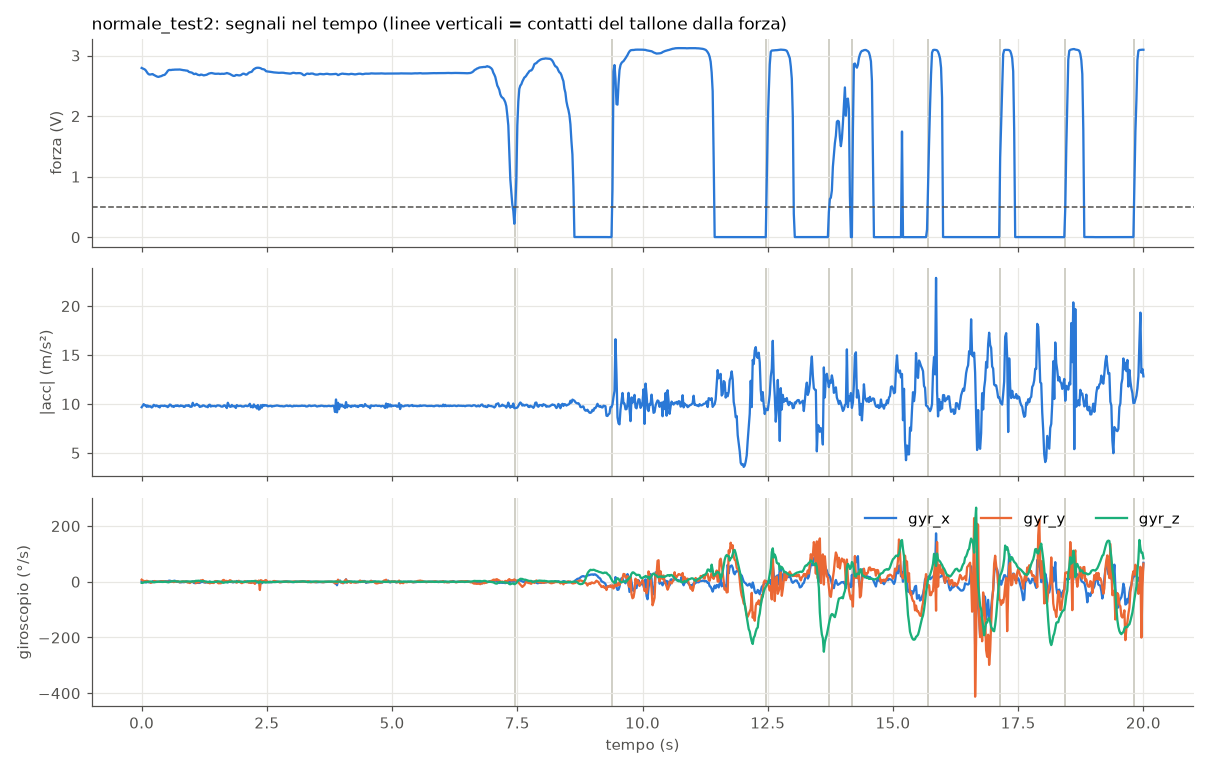 normale_test2: segnali nel tempo (linee verticali = contatti del tallone dalla forza)
3
2
1
0
forza (V)
20
15
10
5
|acc| (m/s²)
gyr_x gyr_y gyr_z
200
0
−200
−400
giroscopio (°/s)
0.0 2.5 5.0 7.5 10.0 12.5 15.0 17.5 20.0
tempo (s)